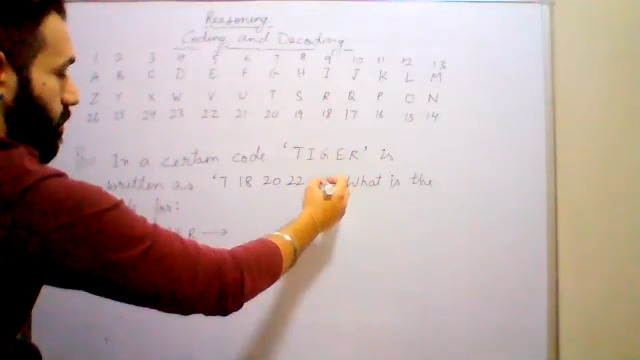 Reasoning
Coding and Decoding
1 2 3 4 5 6 7 8 9 10 11 12 13
A B C D E F G H I J K L M
Z Y X W V U T S R Q P O N
26 25 24 23 22 21 20 19 18 17 16 15 14
In a certain code 'TIGER' is
written as '7 18 20 22 What is the
for:
R →